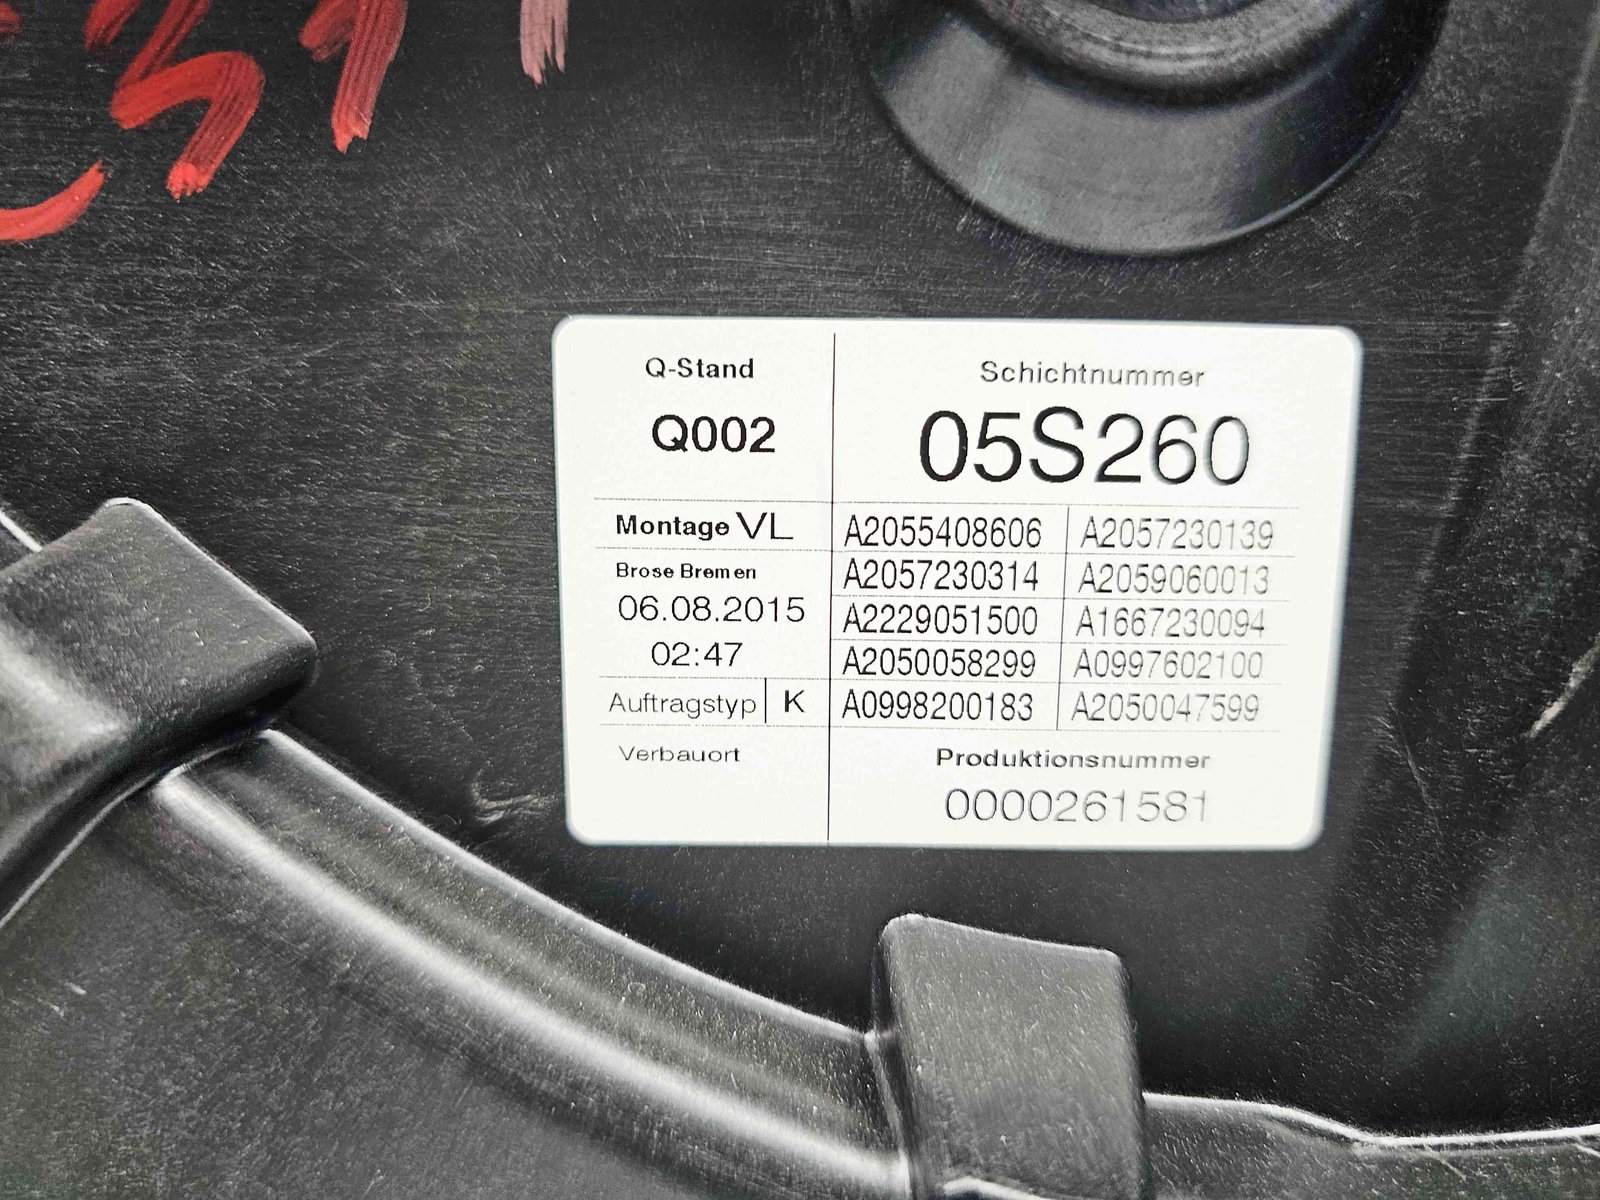 Q-Stand
Q002
Schichtnummer
05S260
Montage VL
Brose Bremen
06.08.2015
02:47
Auftragstyp K
Verbauort
A2055408606 A2057230139
A2057230314 A2059060013
A2229051500 A1667230094
A2050058299 A0997602100
A0998200183 A2050047599
Produktionsnummer
0000261581